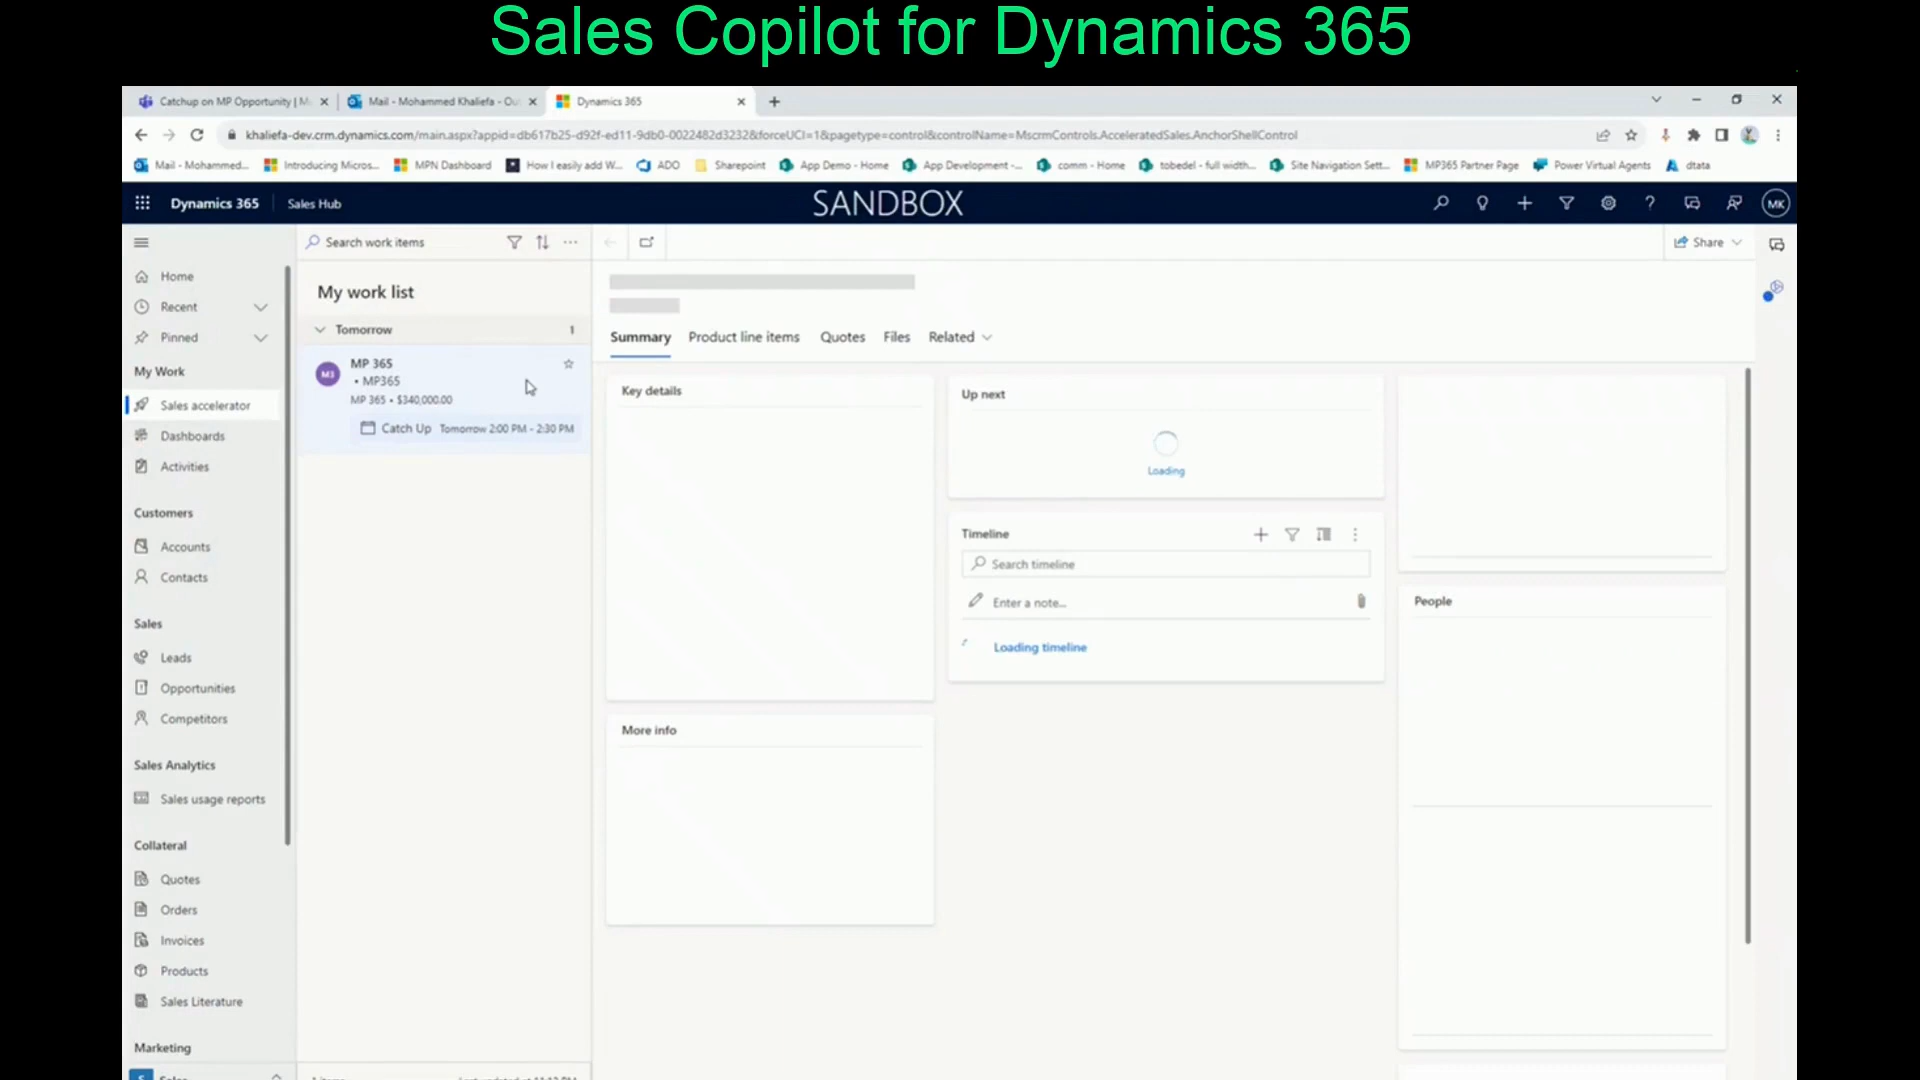 Sales Copilot for Dynamics 365
Catchup on MP Opportunity | M
Mail - Mohammed Khaliefa - Ou
Dynamics 365
khaliefa-dev.crm.dynamics.com/main.aspx?appid=db617b25-d92f-ed11-9db0-0022482d3232&forceUCI=1&pagetype=control&controlName=MscrmControls.AcceleratedSales.AnchorShellControl
Mail - Mohammed... Introducing Micros... MPN Dashboard How I easily add W... ADO Sharepoint App Demo - Home App Development -... comm - Home tobedel - full width... Site Navigation Sett... MP365 Partner Page Power Virtual Agents dtata
Dynamics 365 Sales Hub SANDBOX MK
Search work items
Share
Home
Recent
Pinned
My Work
Sales accelerator
Dashboards
Activities
Customers
Accounts
Contacts
Sales
Leads
Opportunities
Competitors
Sales Analytics
Sales usage reports
Collateral
Quotes
Orders
Invoices
Products
Sales Literature
Marketing
S Sales
My work list
Tomorrow 1
M3 MP 365
• MP365
MP 365 • $340,000.00
Catch Up Tomorrow 2:00 PM - 2:30 PM
Summary Product line items Quotes Files Related
Key details
More info
Up next
Loading
Timeline
Search timeline
Enter a note...
Loading timeline
People